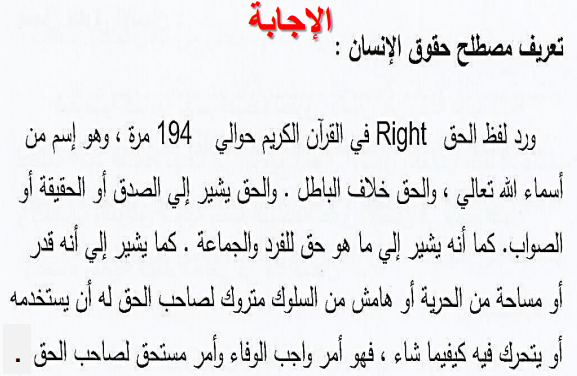 الإجابة
تعريف مصطلح حقوق الإنسان :
ورد لفظ الحق Right في القرآن الكريم حوالي 194 مرة ، وهو إسم من
أسماء الله تعالي ، والحق خلاف الباطل . والحق يشير إلي الصدق أو الحقيقة أو
الصواب. كما أنه يشير إلي ما هو حق للفرد والجماعة . كما يشير إلي أنه قدر
أو مساحة من الحرية أو هامش من السلوك متروك لصاحب الحق له أن يستخدمه
أو يتحرك فيه كيفيما شاء ، فهو أمر واجب الوفاء وأمر مستحق لصاحب الحق .